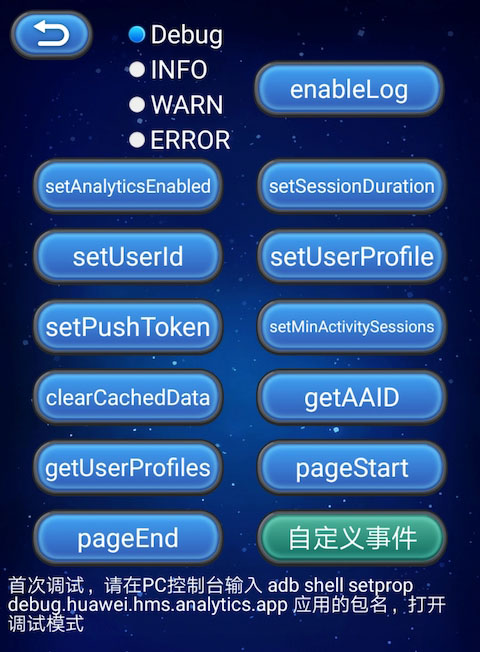 Debug
INFO
WARN
ERROR
enableLog
setAnalyticsEnabled
setSessionDuration
setUserId
setUserProfile
setPushToken
setMinActivitySessions
clearCachedData
getAAID
getUserProfiles
pageStart
pageEnd
自定义事件
首次调试，请在PC控制台输入 adb shell setprop
debug.huawei.hms.analytics.app 应用的包名，打开
调试模式